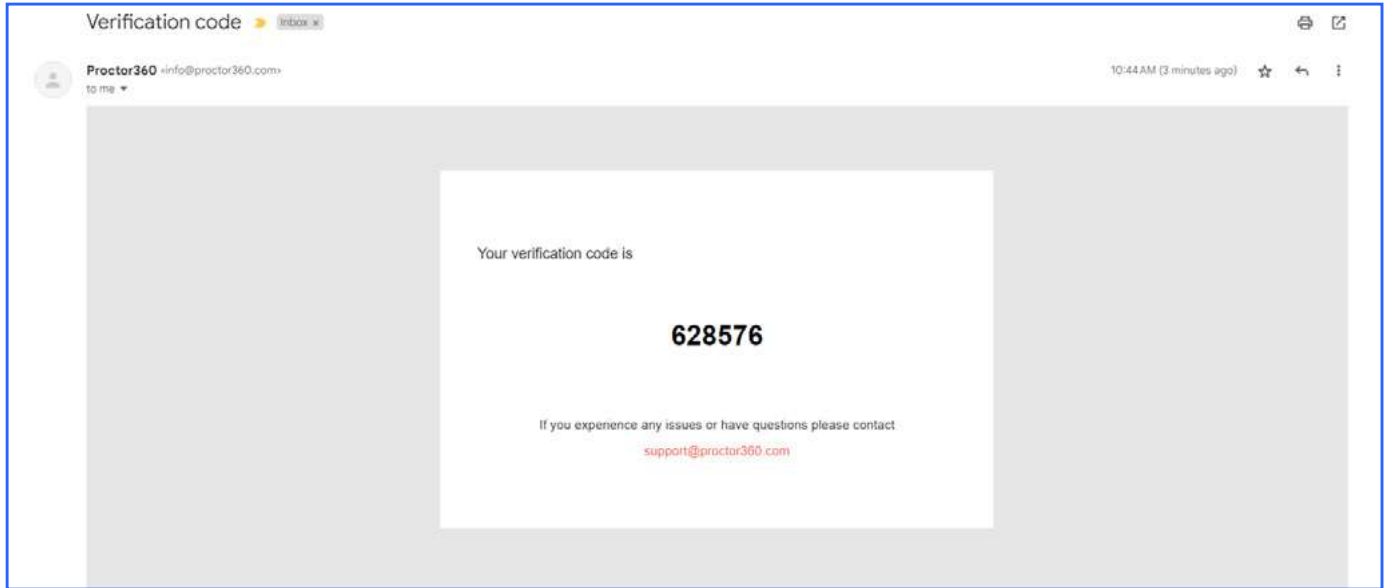 Verification code Inbox x
Proctor360 <info@proctor360.com> 10:44 AM (3 minutes ago)
to me
Your verification code is
628576
If you experience any issues or have questions please contact
support@proctor360.com